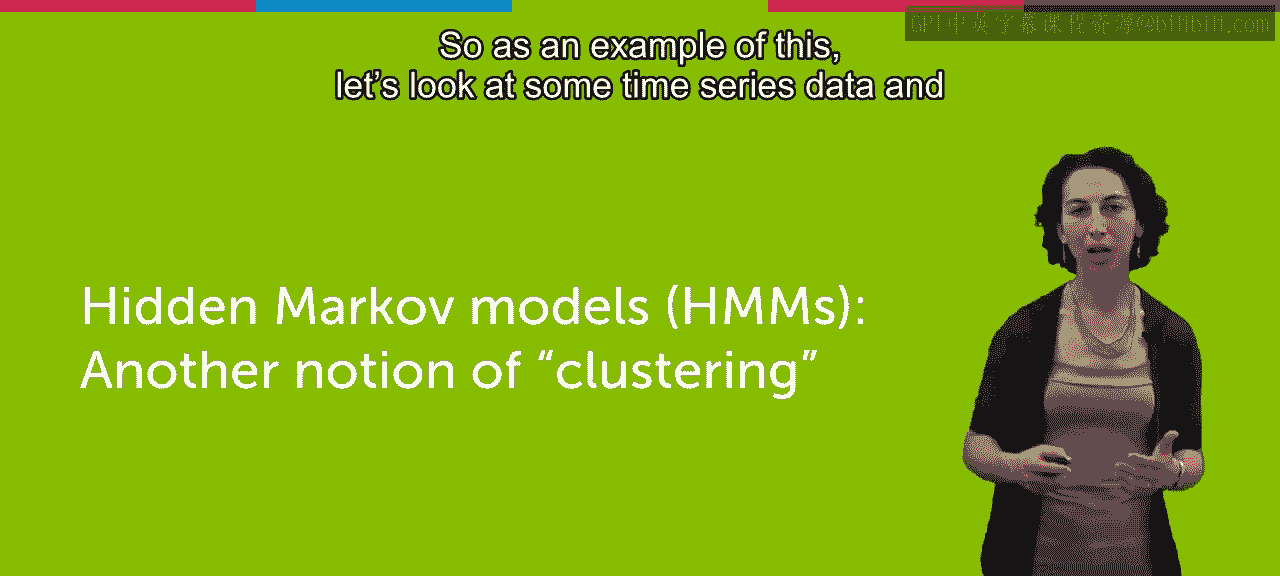 So as an example of this,
let's look at some time series data and
Hidden Markov models (HMMs):
Another notion of “clustering”